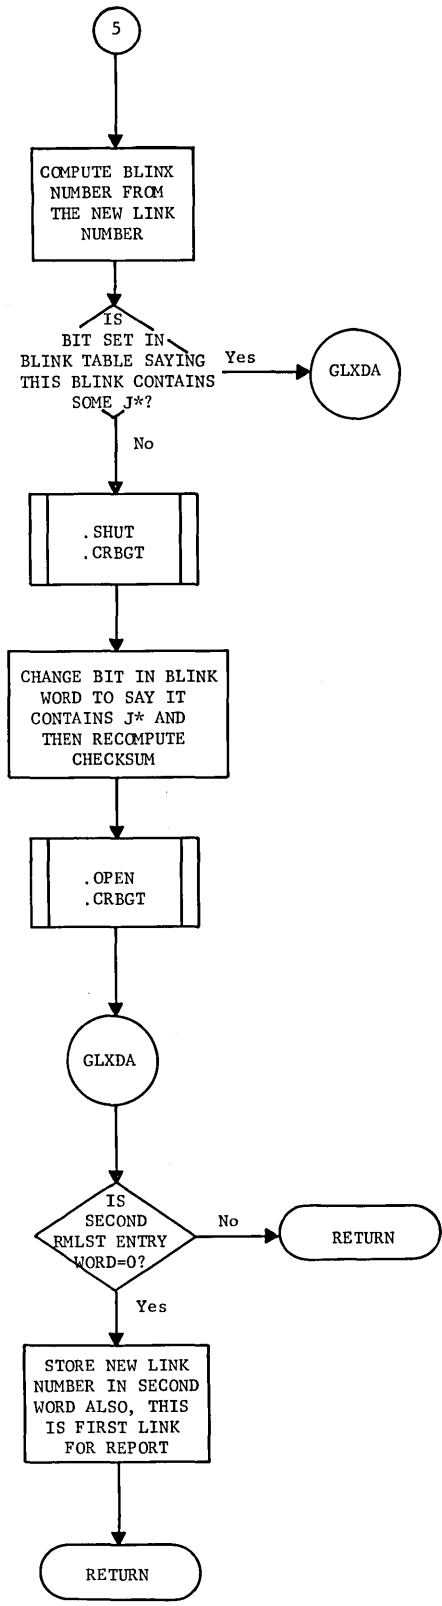 5
COMPUTE BLINX
NUMBER FROM
THE NEW LINK
NUMBER
IS
BIT SET IN
BLINK TABLE SAYING
THIS BLINK CONTAINS
SOME J*?
Yes
GLXDA
No
.SHUT
.CRBGT
CHANGE BIT IN BLINK
WORD TO SAY IT
CONTAINS J* AND
THEN RECOMPUTE
CHECKSUM
.OPEN
.CRBGT
GLXDA
IS
SECOND
RMLST ENTRY
WORD=0?
No
RETURN
Yes
STORE NEW LINK
NUMBER IN SECOND
WORD ALSO, THIS
IS FIRST LINK
FOR REPORT
RETURN